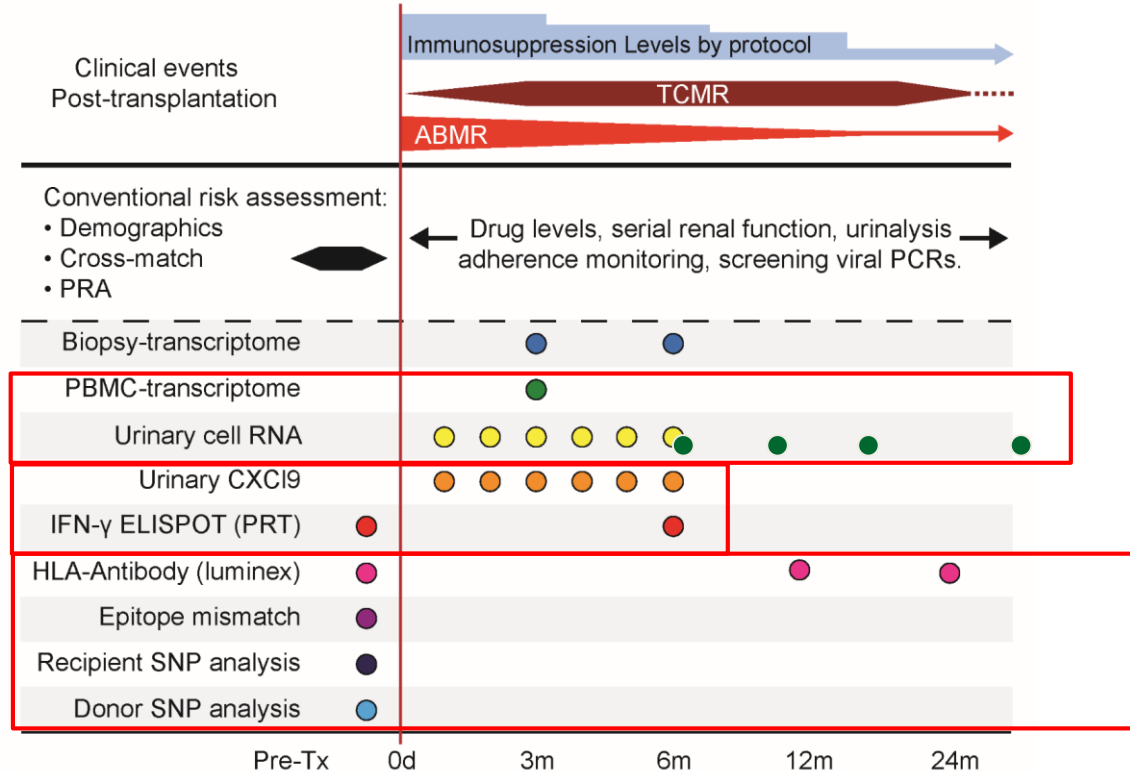 Immunosuppression Levels by protocol
Clinical events
Post-transplantation
TCMR
ABMR
Conventional risk assessment:
• Demographics
• Cross-match
• PRA
Drug levels, serial renal function, urinalysis
adherence monitoring, screening viral PCRs.
Biopsy-transcriptome
PBMC-transcriptome
Urinary cell RNA
Urinary CXCl9
IFN-γ ELISPOT (PRT)
HLA-Antibody (luminex)
Epitope mismatch
Recipient SNP analysis
Donor SNP analysis
Pre-Tx 0d 3m 6m 12m 24m